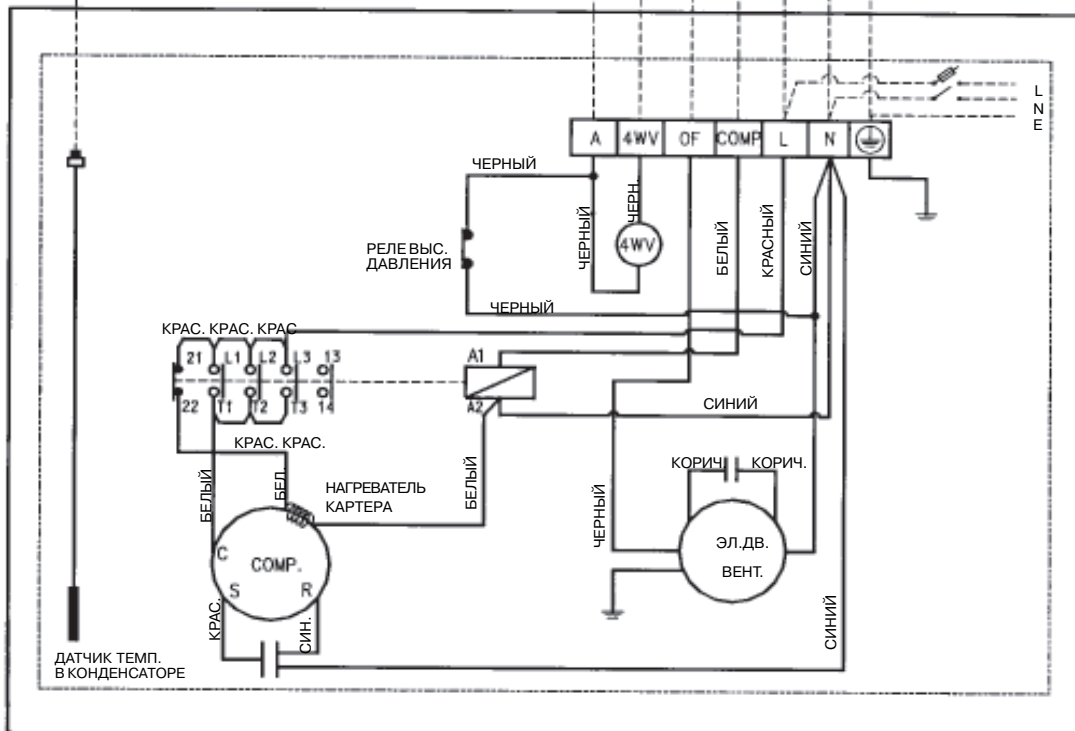 L
N
E
A 4WV OF COMP L N
ЧЕРНЫЙ
ЧЕРНЫЙ
ЧЕРН.
4WV
БЕЛЫЙ
КРАСНЫЙ
СИНИЙ
РЕЛЕ ВЫС.
ДАВЛЕНИЯ
ЧЕРНЫЙ
КРАС. КРАС. КРАС
21 L1 L2 L3 13
22 T1 T2 T3 14
A1
A2
СИНИЙ
КРАС. КРАС.
БЕЛЫЙ
БЕЛ.
НАГРЕВАТЕЛЬ
КАРТЕРА
БЕЛЫЙ
ЧЕРНЫЙ
КОРИЧ. КОРИЧ.
ЭЛ.ДВ.
ВЕНТ.
C
COMP.
S R
КРАС.
СИН.
СИНИЙ
ДАТЧИК ТЕМП.
В КОНДЕНСАТОРЕ